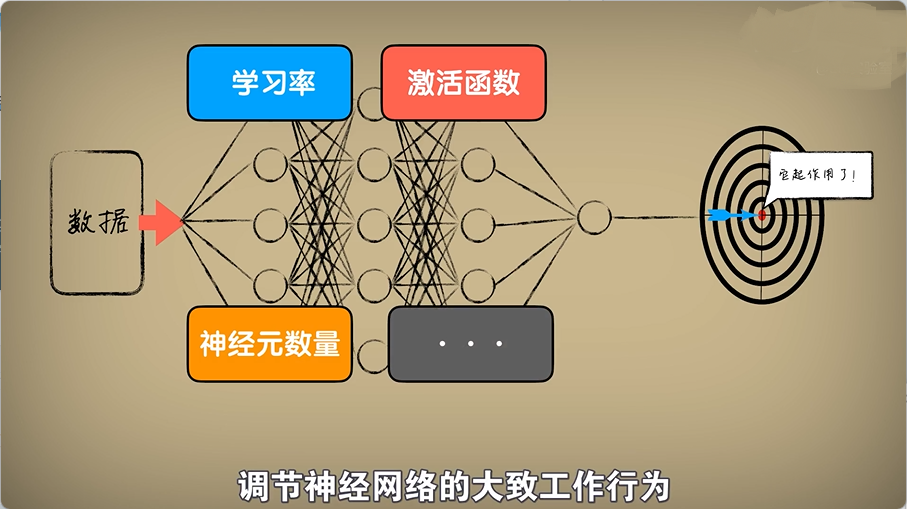 学习率
激活函数
数据
它起作用了!
神经元数量
· · ·
调节神经网络的大致工作行为